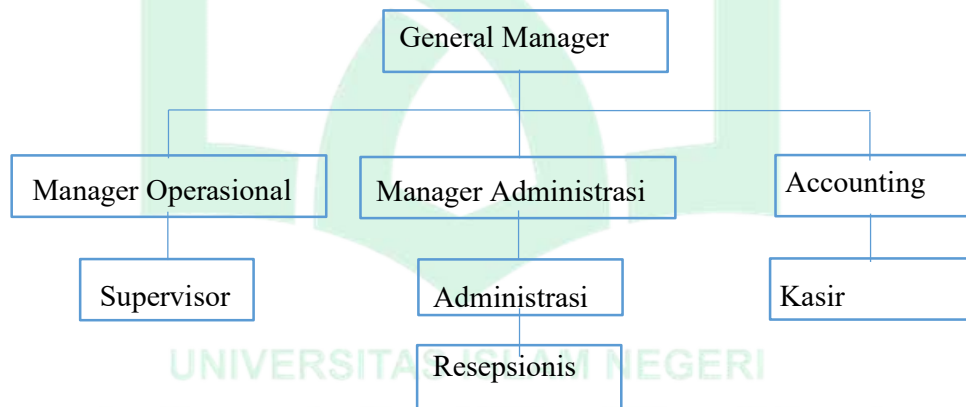 General Manager
Manager Operasional
Manager Administrasi
Accounting
Supervisor
Administrasi
Kasir
Resepsionis
UNIVERSITAS ISLAM NEGERI